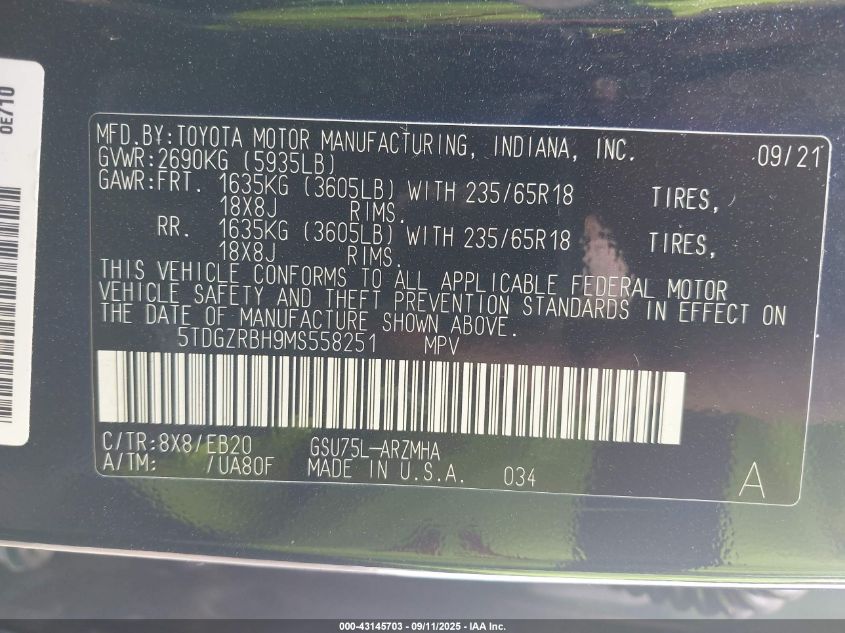 OE/10
MFD.BY:TOYOTA MOTOR MANUFACTURING, INDIANA, INC. 09/21
GVWR:2690KG (5935LB)
GAWR:FRT. 1635KG (3605LB) WITH 235/65R18 TIRES,
18X8J RIMS.
RR. 1635KG (3605LB) WITH 235/65R18 TIRES,
18X8J RIMS.
THIS VEHICLE CONFORMS TO ALL APPLICABLE FEDERAL MOTOR
VEHICLE SAFETY AND THEFT PREVENTION STANDARDS IN EFFECT ON
THE DATE OF MANUFACTURE SHOWN ABOVE.
5TDGZRBH9MS558251 MPV
C/TR:8X8/EB20 GSU75L-ARZMHA
A/TM: /UA80F MADE IN U.S.A. 034 A
000-43145703 - 09/11/2025 - IAA Inc.